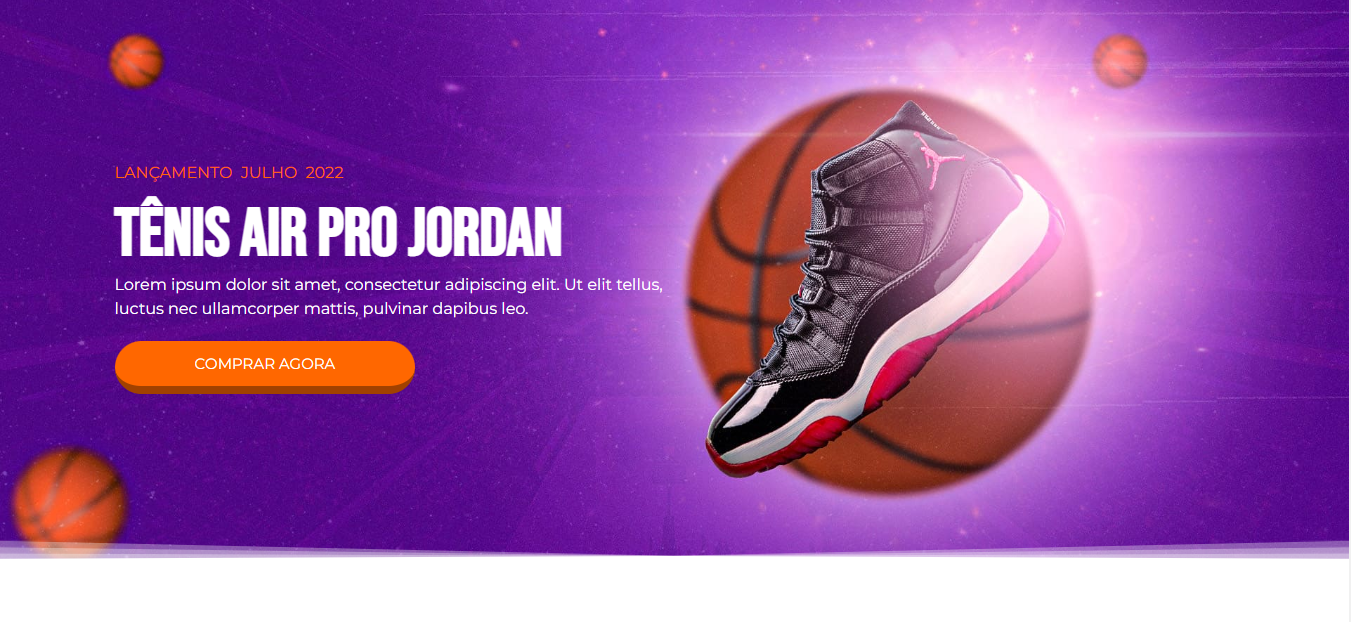 LANÇAMENTO JULHO 2022
TÊNIS AIR PRO JORDAN
Lorem ipsum dolor sit amet, consectetur adipiscing elit. Ut elit tellus,
luctus nec ullamcorper mattis, pulvinar dapibus leo.
COMPRAR AGORA